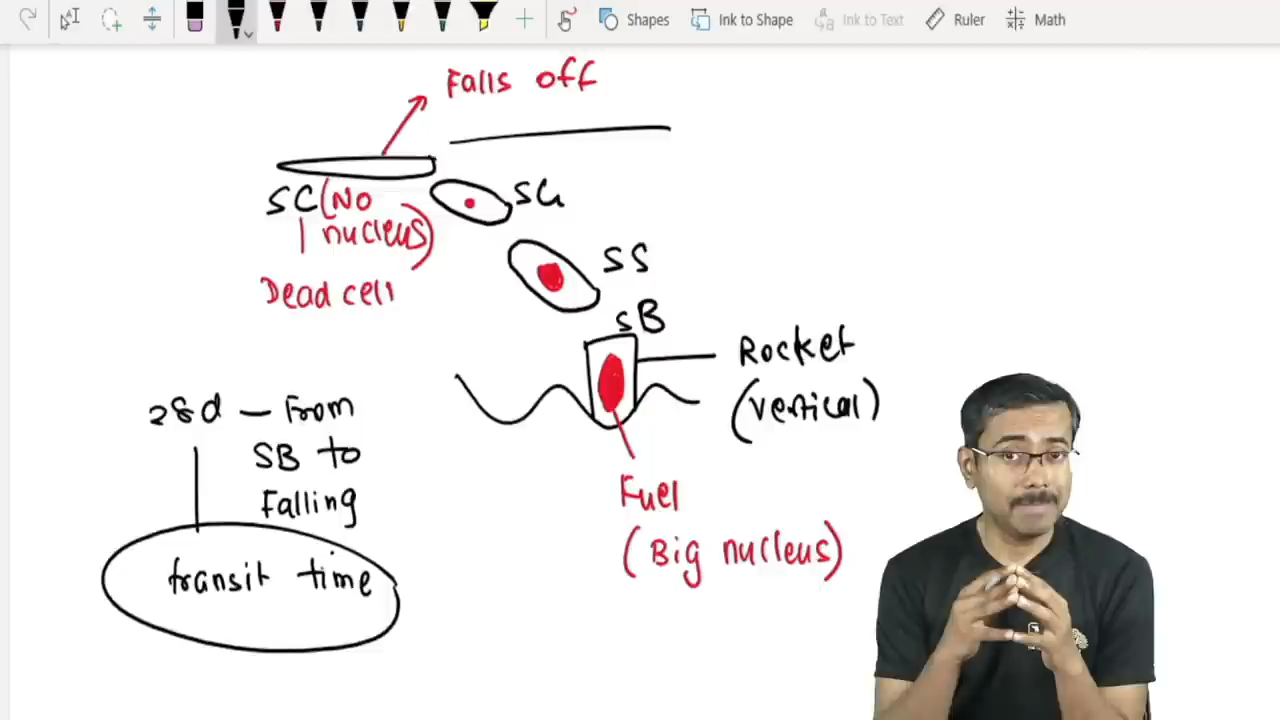 Shapes
Ink to Shape
Ink to Text
Ruler
Math
Falls off
SC (No
nucleus)
Dead cell
SG
SS
SB
Rocket
(vertical)
28d — From
SB to
Falling
transit time
Fuel
(Big nucleus)